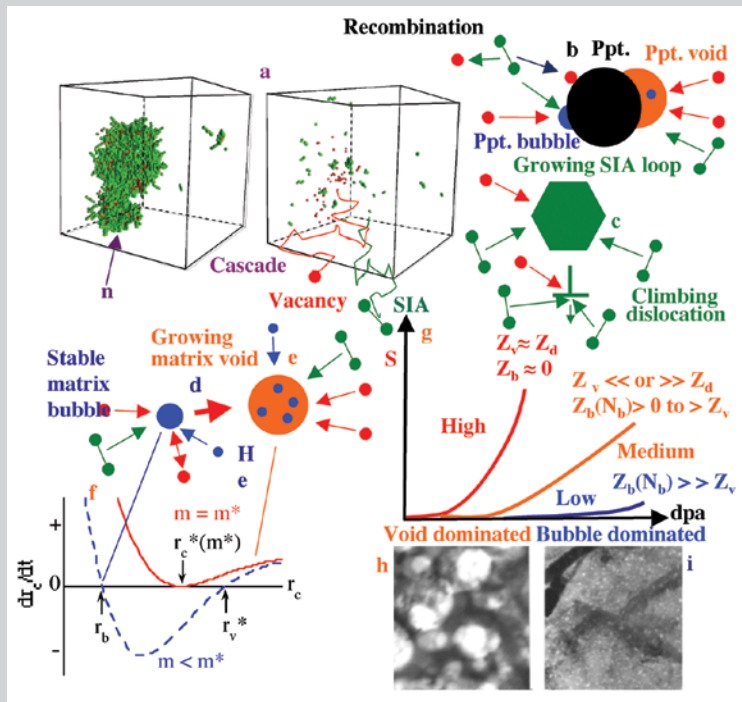 Recombination
a
b Ppt.
Ppt. void
Ppt. bubble
Growing SIA loop
c
Cascade
n
Vacancy
SIA
Climbing
dislocation
Growing
matrix void
e
Stable
matrix
bubble
d
H
e
g
S
Z_v ≈ Z_d
Z_b ≈ 0
Z_v << or >> Z_d
Z_b(N_b) > 0 to > Z_v
High
Medium
Low
Z_b(N_b) > > Z_v
dpa
Void dominated
Bubble dominated
f
+
m = m*
r_c*(m*)
dr_c/dt
0
r_c
r_b
r_v*
-
m < m*
h
i